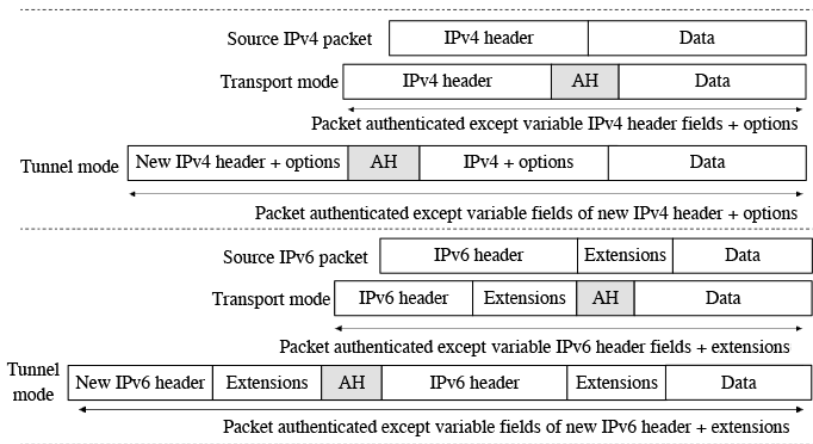 Source IPv4 packet IPv4 header Data
Transport mode IPv4 header AH Data
Packet authenticated except variable IPv4 header fields + options
Tunnel mode New IPv4 header + options AH IPv4 + options Data
Packet authenticated except variable fields of new IPv4 header + options
Source IPv6 packet IPv6 header Extensions Data
Transport mode IPv6 header Extensions AH Data
Packet authenticated except variable IPv6 header fields + extensions
Tunnel
mode New IPv6 header Extensions AH IPv6 header Extensions Data
Packet authenticated except variable fields of new IPv6 header + extensions